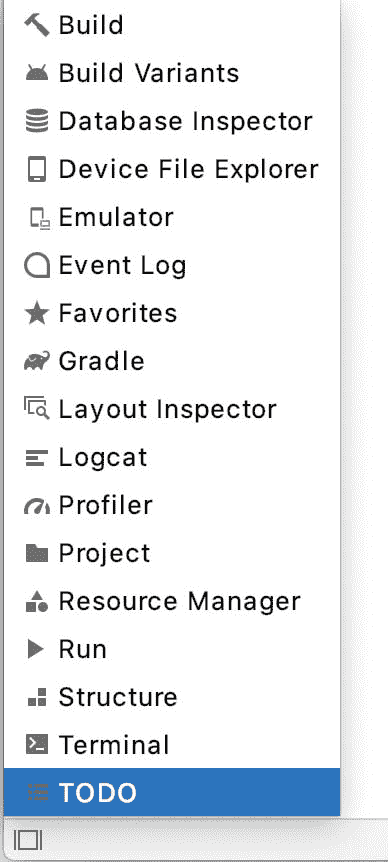 Build
Build Variants
Database Inspector
Device File Explorer
Emulator
Event Log
Favorites
Gradle
Layout Inspector
Logcat
Profiler
Project
Resource Manager
Run
Structure
Terminal
TODO